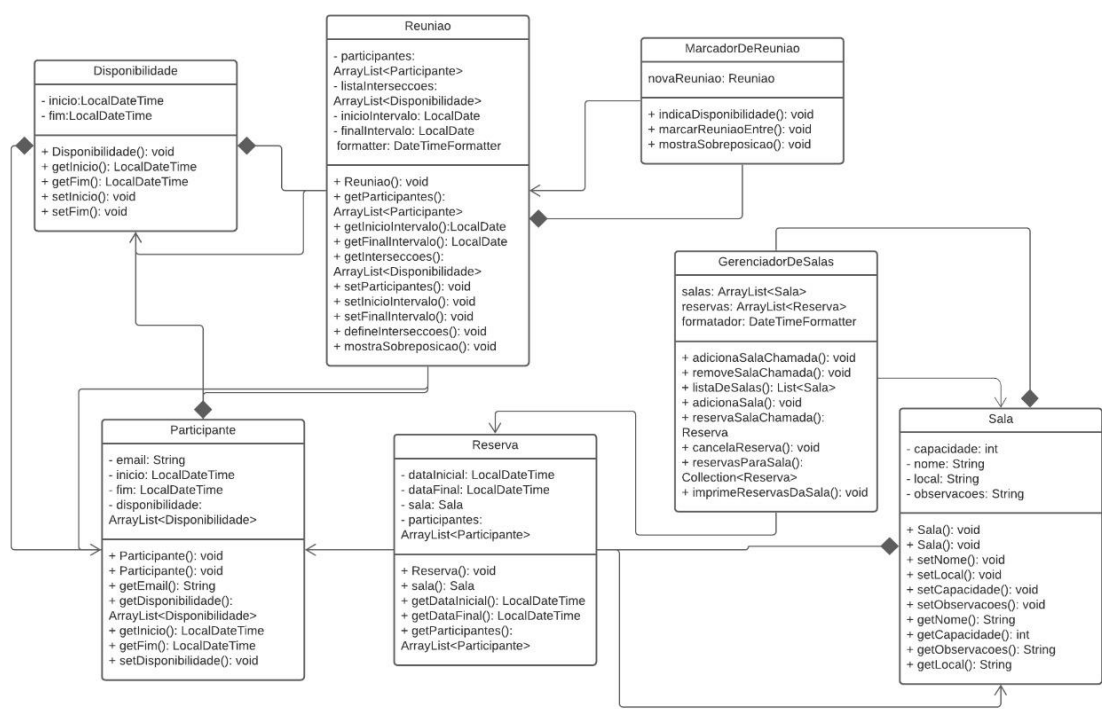 Disponibilidade
- inicio:LocalDateTime
- fim:LocalDateTime
+ Disponibilidade(): void
+ getInicio(): LocalDateTime
+ getFim(): LocalDateTime
+ setInicio(): void
+ setFim(): void
Reuniao
- participantes:
ArrayList<Participante>
- listaInterseccoes:
ArrayList<Disponibilidade>
- inicioIntervalo: LocalDate
- finalIntervalo: LocalDate
formatter: DateTimeFormatter
+ Reuniao(): void
+ getParticipantes():
ArrayList<Participante>
+ getInicioIntervalo():LocalDate
+ getFinalIntervalo(): LocalDate
+ getInterseccoes():
ArrayList<Disponibilidade>
+ setParticipantes(): void
+ setInicioIntervalo(): void
+ setFinalIntervalo(): void
+ defineInterseccoes(): void
+ mostraSobreposicao(): void
MarcadorDeReuniao
novaReuniao: Reuniao
+ indicaDisponibilidade(): void
+ marcarReuniaoEntre(): void
+ mostraSobreposicao(): void
GerenciadorDeSalas
salas: ArrayList<Sala>
reservas: ArrayList<Reserva>
formatador: DateTimeFormatter
+ adicionaSalaChamada(): void
+ removeSalaChamada(): void
+ listaDeSalas(): List<Sala>
+ adicionaSala(): void
+ reservaSalaChamada():
Reserva
+ cancelaReserva(): void
+ reservasParaSala():
Collection<Reserva>
+ imprimeReservasDaSala(): void
Participante
- email: String
- inicio: LocalDateTime
- fim: LocalDateTime
- disponibilidade:
ArrayList<Disponibilidade>
+ Participante(): void
+ Participante(): void
+ getEmail(): String
+ getDisponibilidade():
ArrayList<Disponibilidade>
+ getInicio(): LocalDateTime
+ getFim(): LocalDateTime
+ setDisponibilidade(): void
Reserva
- dataInicial: LocalDateTime
- dataFinal: LocalDateTime
- sala: Sala
- participantes:
ArrayList<Participante>
+ Reserva(): void
+ sala(): Sala
+ getDataInicial(): LocalDateTime
+ getDataFinal(): LocalDateTime
+ getParticipantes():
ArrayList<Participante>
Sala
- capacidade: int
- nome: String
- local: String
- observacoes: String
+ Sala(): void
+ Sala(): void
+ setNome(): void
+ setLocal(): void
+ setCapacidade(): void
+ setObservacoes(): void
+ getNome(): String
+ getCapacidade(): int
+ getObservacoes(): String
+ getLocal(): String